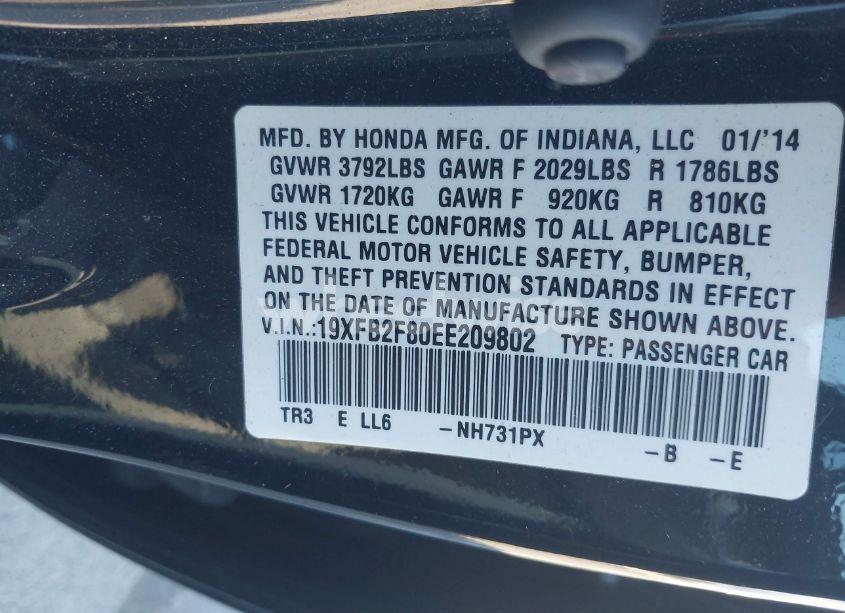 MFD. BY HONDA MFG. OF INDIANA, LLC 01/'14
GVWR 3792LBS GAWR F 2029LBS R 1786LBS
GVWR 1720KG GAWR F 920KG R 810KG
THIS VEHICLE CONFORMS TO ALL APPLICABLE
FEDERAL MOTOR VEHICLE SAFETY, BUMPER,
AND THEFT PREVENTION STANDARDS IN EFFECT
ON THE DATE OF MANUFACTURE SHOWN ABOVE.
V.I.N.:19XFB2F80EE209802 TYPE: PASSENGER CAR
TR3 E LL6 -NH731PX -B -E